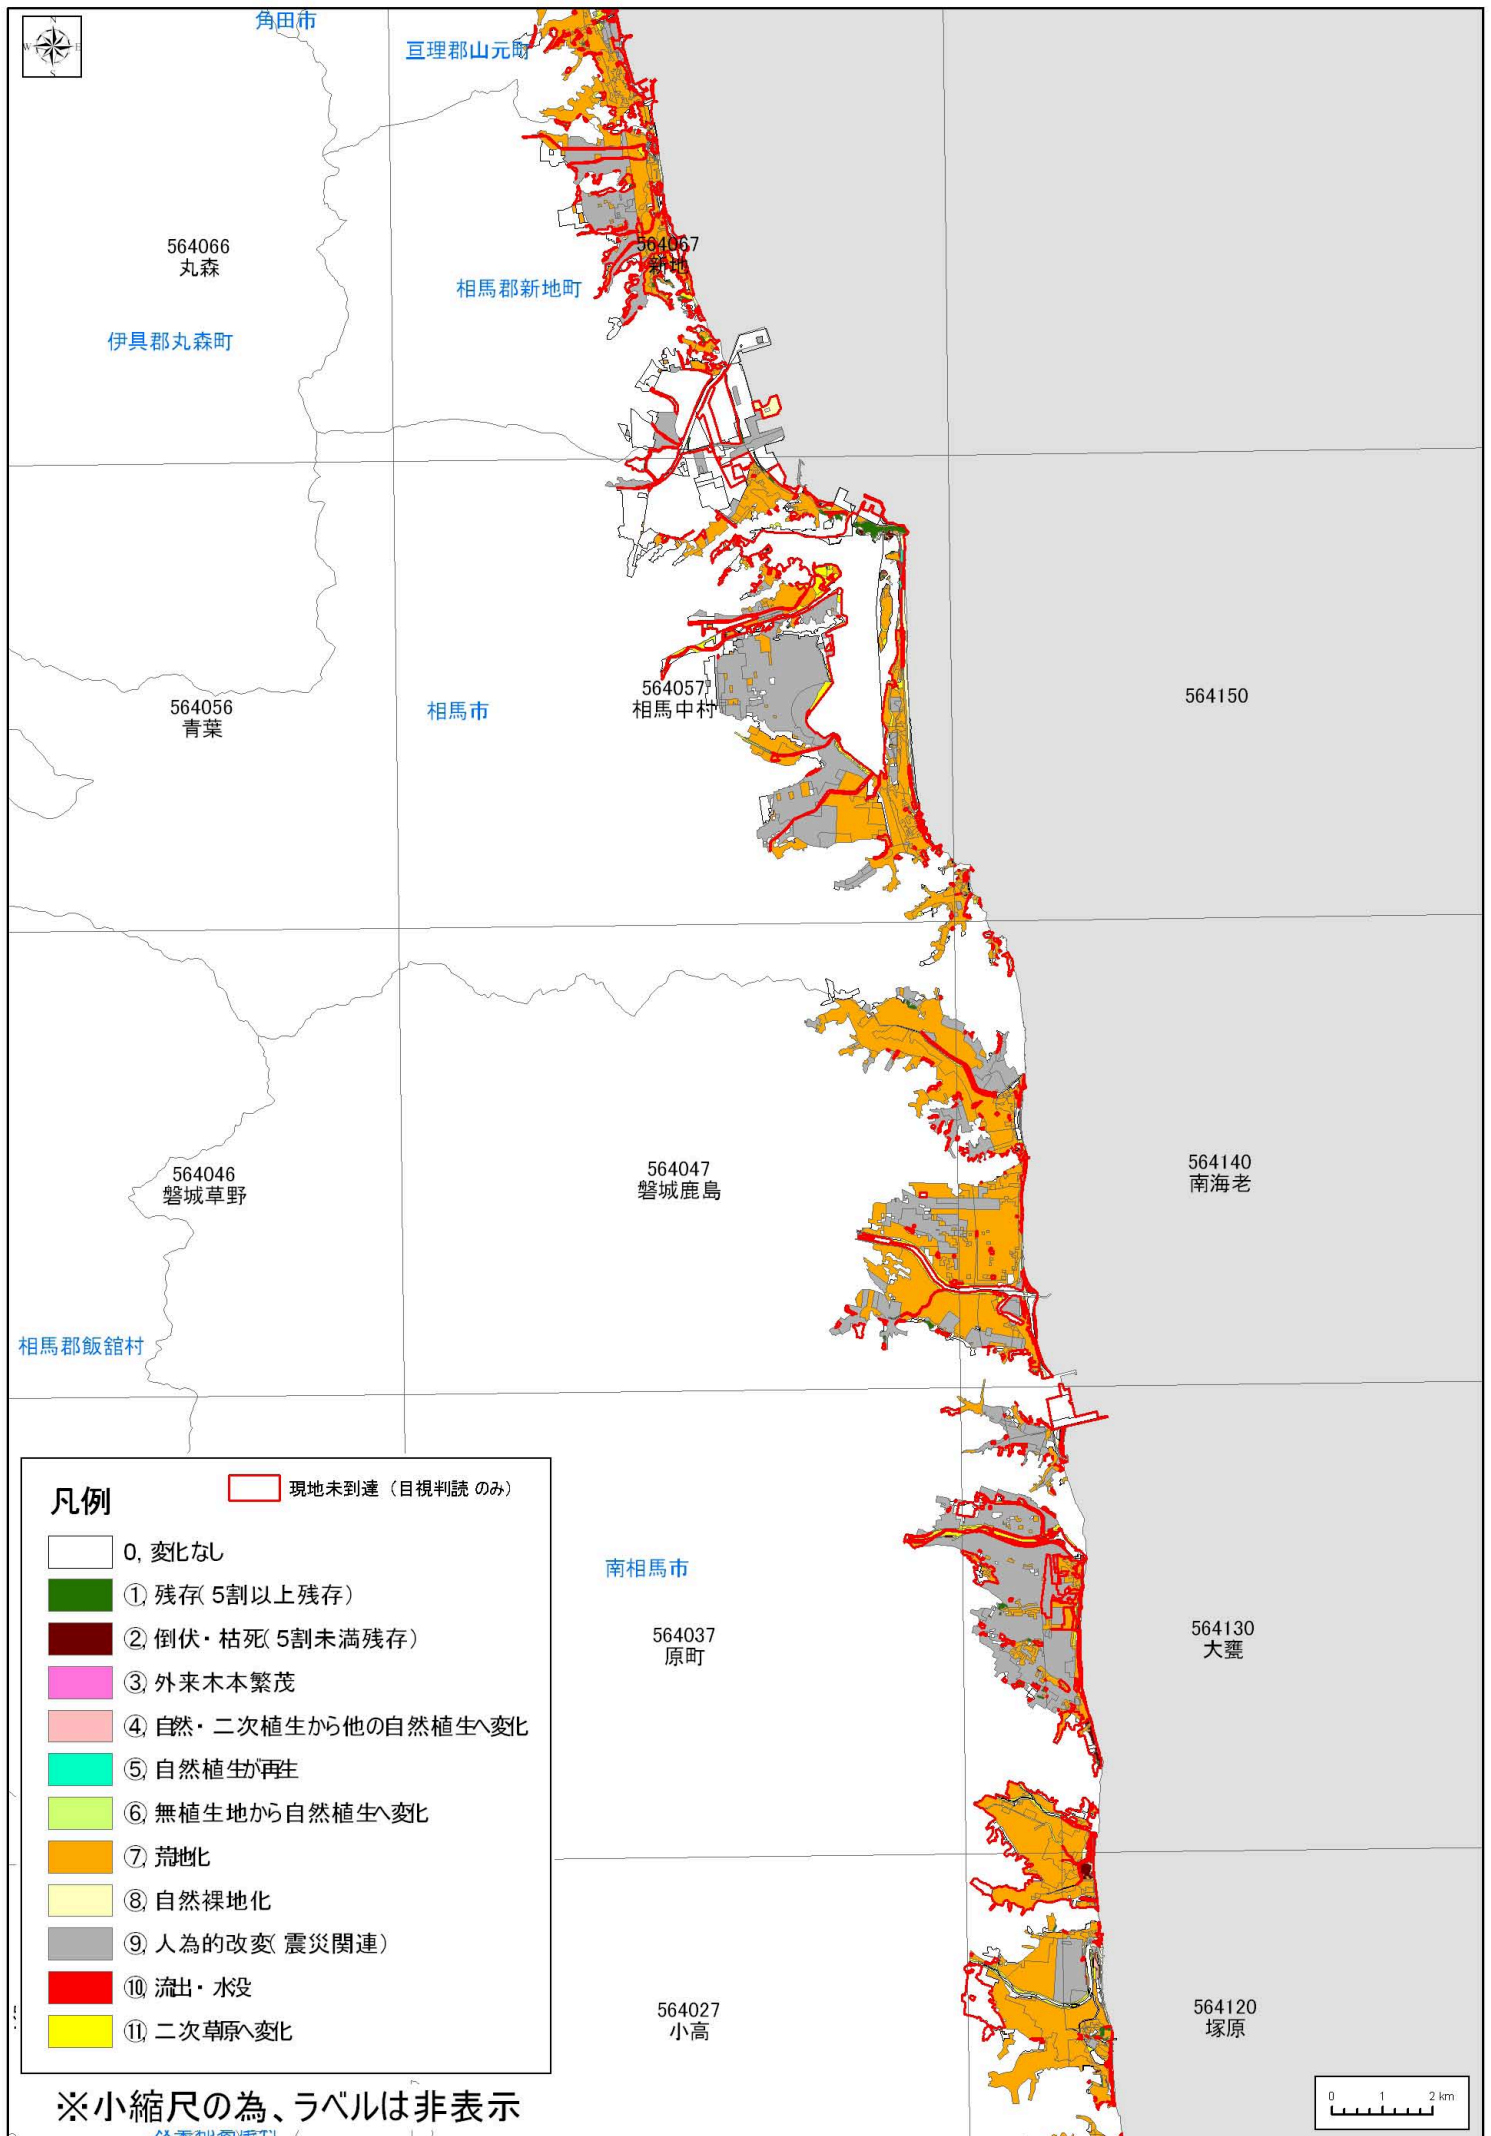 N
W
E
S
角田市
亘理郡山元町
564066
丸森
564067
新地
相馬郡新地町
伊具郡丸森町
564056
青葉
相馬市
564057
相馬中村
564150
564046
磐城草野
564047
磐城鹿島
564140
南海老
相馬郡飯舘村
凡例
現地未到達（目視判読 のみ）
0, 変化なし
①, 残存( 5割以上残存)
②, 倒伏・枯死( 5割未満残存)
③, 外来木本繁茂
④, 自然・二次植生から他の自然植生へ変化
⑤, 自然植生が再生
⑥, 無植生地から自然植生へ変化
⑦, 荒地化
⑧, 自然裸地化
⑨, 人為的改変( 震災関連)
⑩, 流出・水没
⑪, 二次草原へ変化
南相馬市
564037
原町
564130
大甕
564027
小高
564120
塚原
※小縮尺の為、ラベルは非表示
0 1 2 km